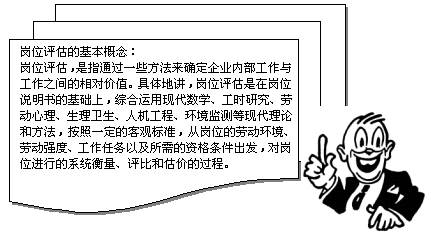 岗位评估的基本概念：
岗位评估,是指通过一些方法来确定企业内部工作与
工作之间的相对价值。具体地讲，岗位评估是在岗位
说明书的基础上，综合运用现代数学、工时研究、劳
动心理、生理卫生、人机工程、环境监测等现代理论
和方法，按照一定的客观标准，从岗位的劳动环境、
劳动强度、工作任务以及所需的资格条件出发，对岗
位进行的系统衡量、评比和估价的过程。